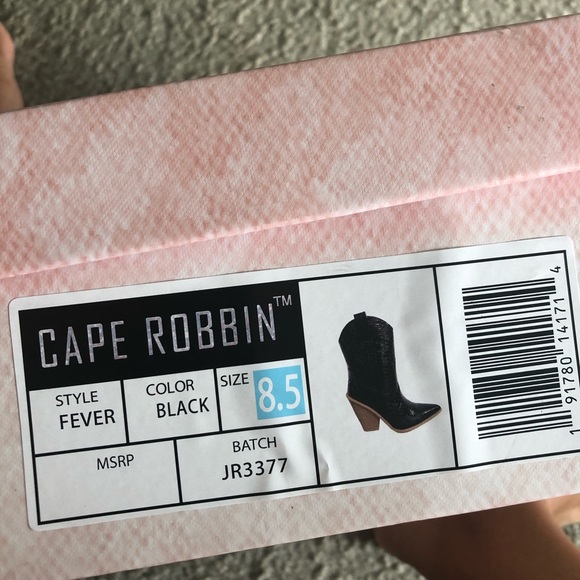 CAPE ROBBIN™
STYLE
FEVER
COLOR
BLACK
SIZE
8.5
MSRP
BATCH
JR3377
1 91780 14171 4